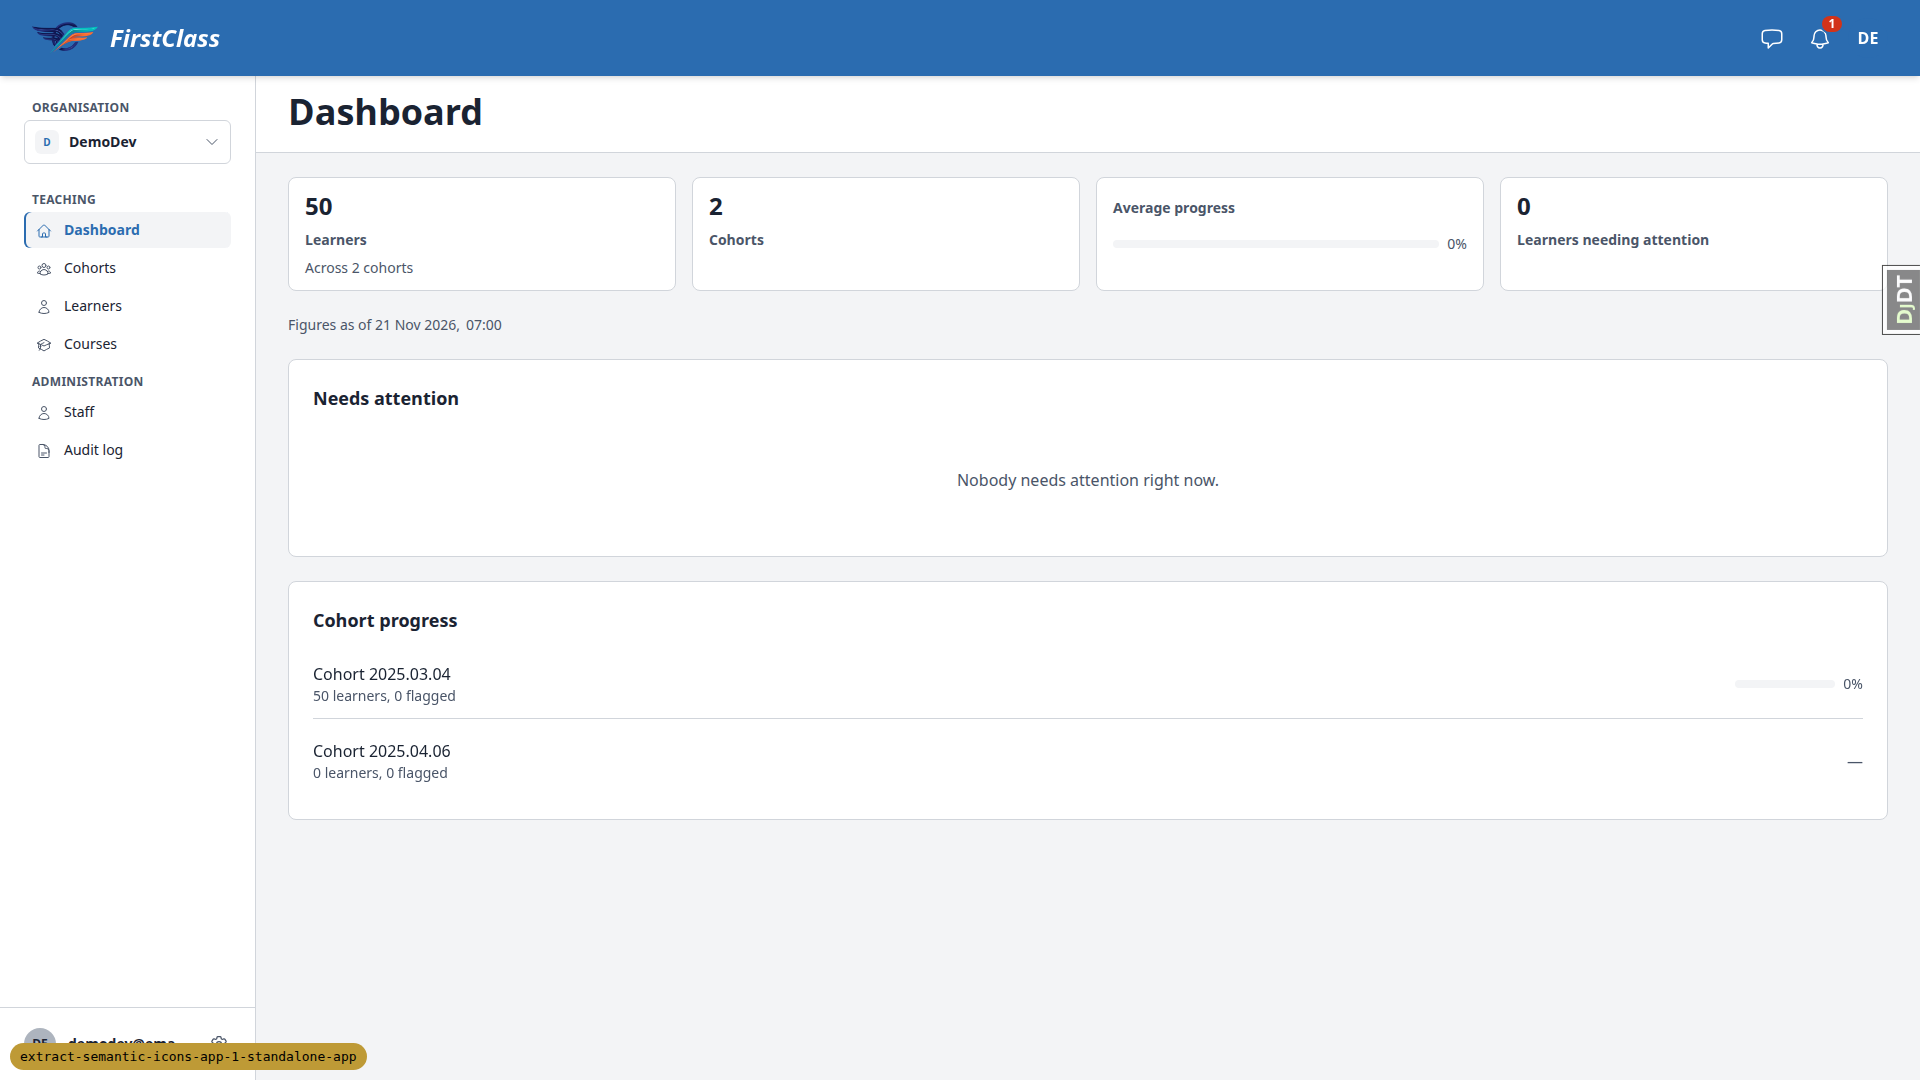 FirstClass
1
DE
ORGANISATION
D DemoDev
TEACHING
Dashboard
Cohorts
Learners
Courses
ADMINISTRATION
Staff
Audit log
Dashboard
50
Learners
Across 2 cohorts
2
Cohorts
Average progress
0%
0
Learners needing attention
DjDT
Figures as of 21 Nov 2026, 07:00
Needs attention
Nobody needs attention right now.
Cohort progress
Cohort 2025.03.04
50 learners, 0 flagged
0%
Cohort 2025.04.06
0 learners, 0 flagged
—
extract-semantic-icons-app-1-standalone-app